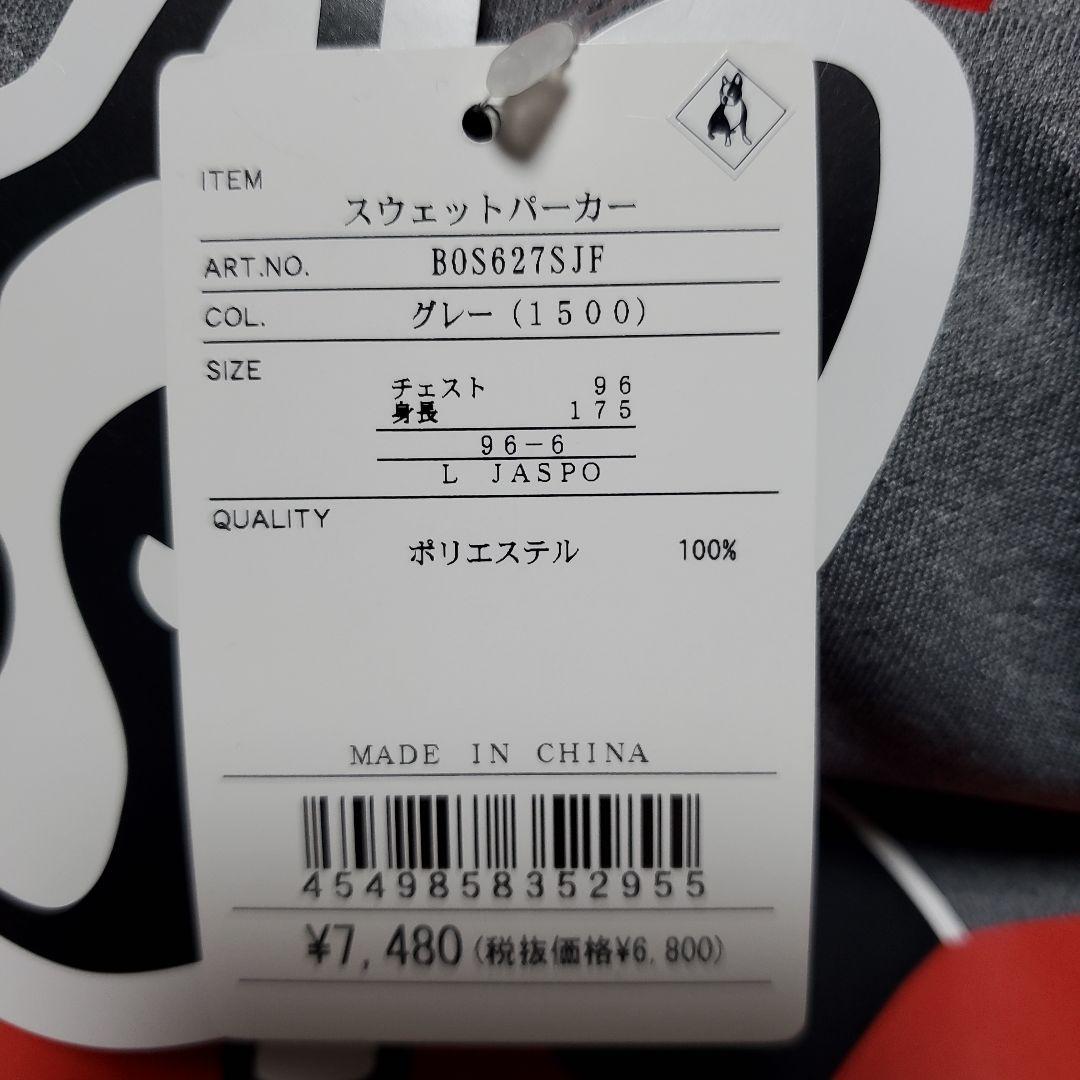 ITEM
スウェットパーカー
ART.NO. BOS627SJF
COL. グレー(1500)
SIZE
チェスト 96
身長 175
96-6
L JASPO
QUALITY
ポリエステル 100%
MADE IN CHINA
4549858352955
¥7,480(税抜価格¥6,800)